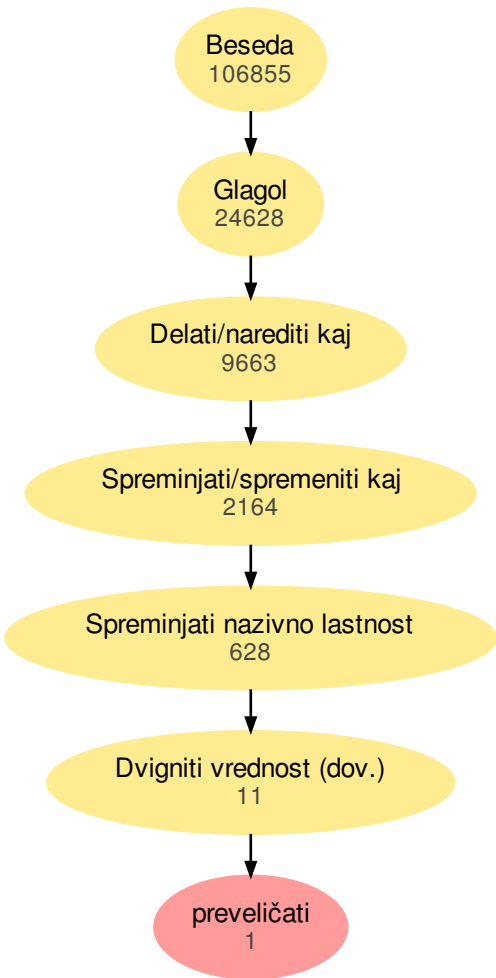 Beseda
106855
Glagol
24628
Delati/narediti kaj
9663
Spreminjati/spremeniti kaj
2164
Spreminjati nazivno lastnost
628
Dvigniti vrednost (dov.)
11
preveličati
1